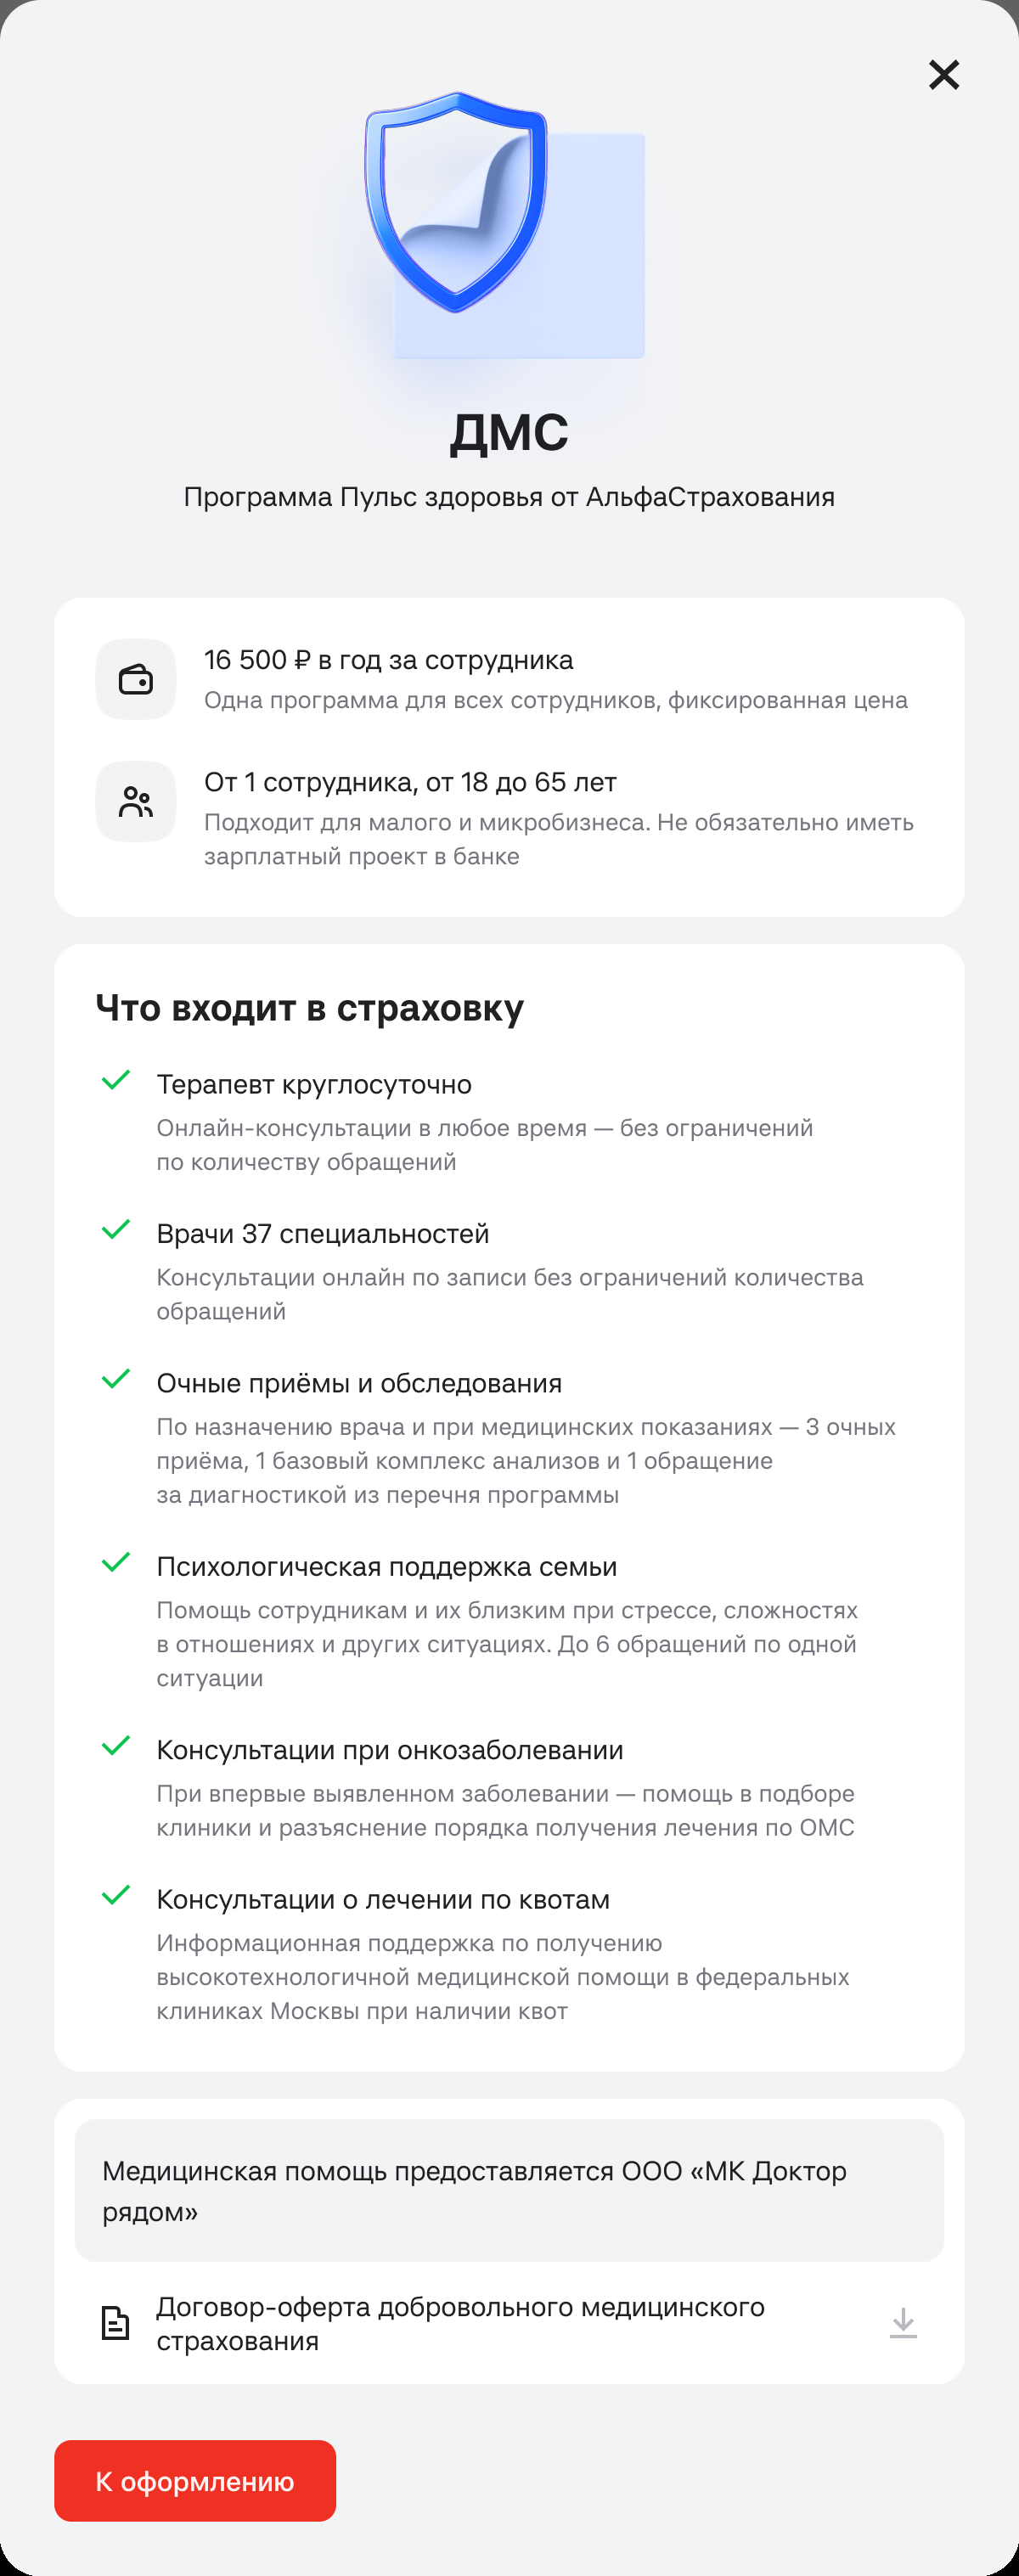 ДМС
Программа Пульс здоровья от АльфаСтрахования
16 500 ₽ в год за сотрудника
Одна программа для всех сотрудников, фиксированная цена
От 1 сотрудника, от 18 до 65 лет
Подходит для малого и микробизнеса. Не обязательно иметь
зарплатный проект в банке
Что входит в страховку
Терапевт круглосуточно
Онлайн-консультации в любое время — без ограничений
по количеству обращений
Врачи 37 специальностей
Консультации онлайн по записи без ограничений количества
обращений
Очные приёмы и обследования
По назначению врача и при медицинских показаниях — 3 очных
приёма, 1 базовый комплекс анализов и 1 обращение
за диагностикой из перечня программы
Психологическая поддержка семьи
Помощь сотрудникам и их близким при стрессе, сложностях
в отношениях и других ситуациях. До 6 обращений по одной
ситуации
Консультации при онкозаболевании
При впервые выявленном заболевании — помощь в подборе
клиники и разъяснение порядка получения лечения по ОМС
Консультации о лечении по квотам
Информационная поддержка по получению
высокотехнологичной медицинской помощи в федеральных
клиниках Москвы при наличии квот
Медицинская помощь предоставляется ООО «МК Доктор
рядом»
Договор-оферта добровольного медицинского
страхования
К оформлению